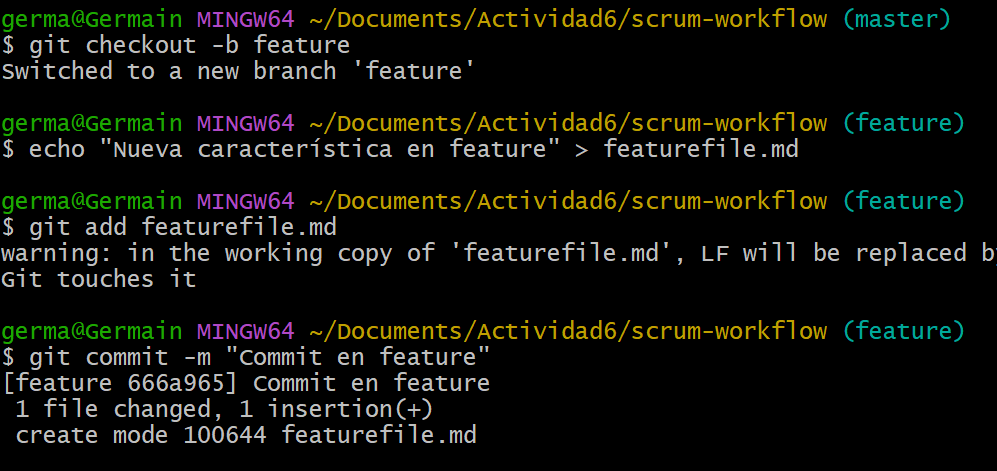 germa@Germain MINGW64 ~/Documents/Actividad6/scrum-workflow (master)
$ git checkout -b feature
Switched to a new branch 'feature'
germa@Germain MINGW64 ~/Documents/Actividad6/scrum-workflow (feature)
$ echo "Nueva característica en feature" > featurefile.md
germa@Germain MINGW64 ~/Documents/Actividad6/scrum-workflow (feature)
$ git add featurefile.md
warning: in the working copy of 'featurefile.md', LF will be replaced by
Git touches it
germa@Germain MINGW64 ~/Documents/Actividad6/scrum-workflow (feature)
$ git commit -m "Commit en feature"
[feature 666a965] Commit en feature
 1 file changed, 1 insertion(+)
 create mode 100644 featurefile.md